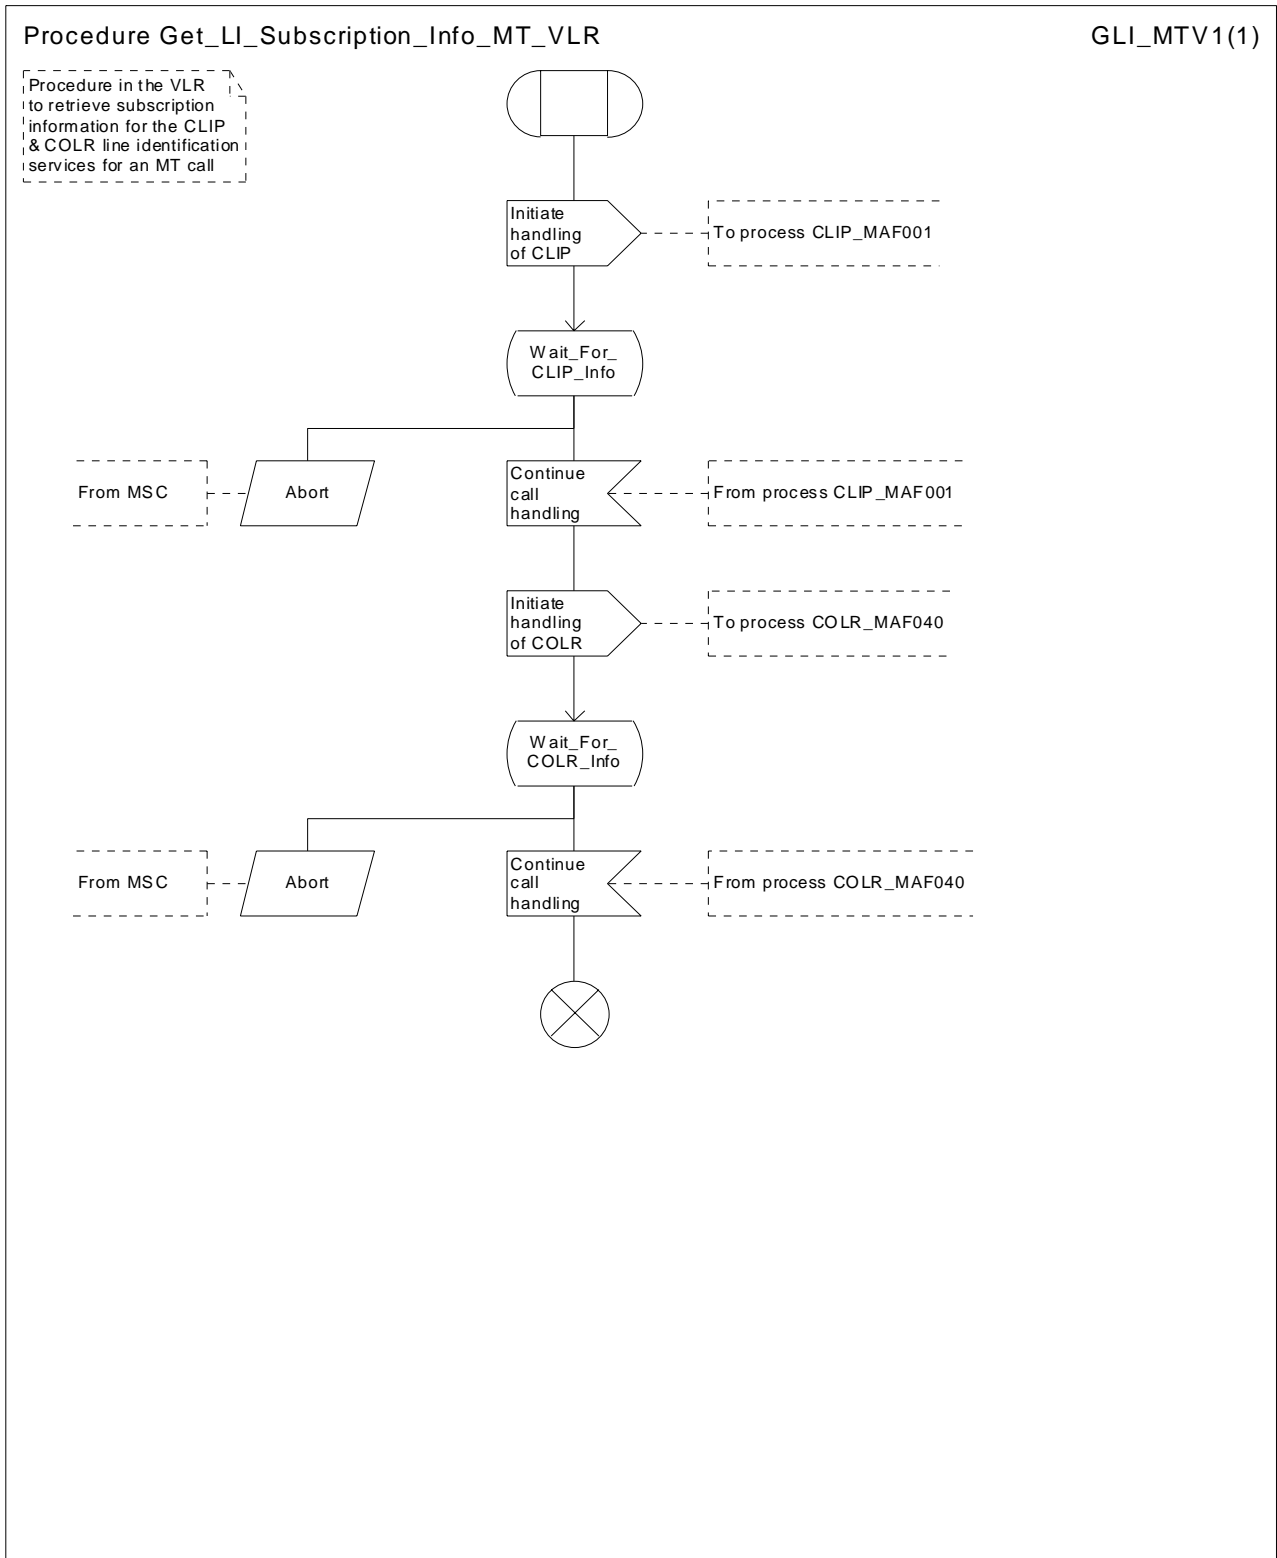 Procedure Get_LI_Subscription_Info_MT_VLR
GLI_MTV1(1)
Procedure in the VLR
to retrieve subscription
information for the CLIP
& COLR line identification
services for an MT call
Initiate
handling
of CLIP
To process CLIP_MAF001
Wait_For_
CLIP_Info
From MSC
Abort
Continue
call
handling
From process CLIP_MAF001
Initiate
handling
of COLR
To process COLR_MAF040
Wait_For_
COLR_Info
From MSC
Abort
Continue
call
handling
From process COLR_MAF040